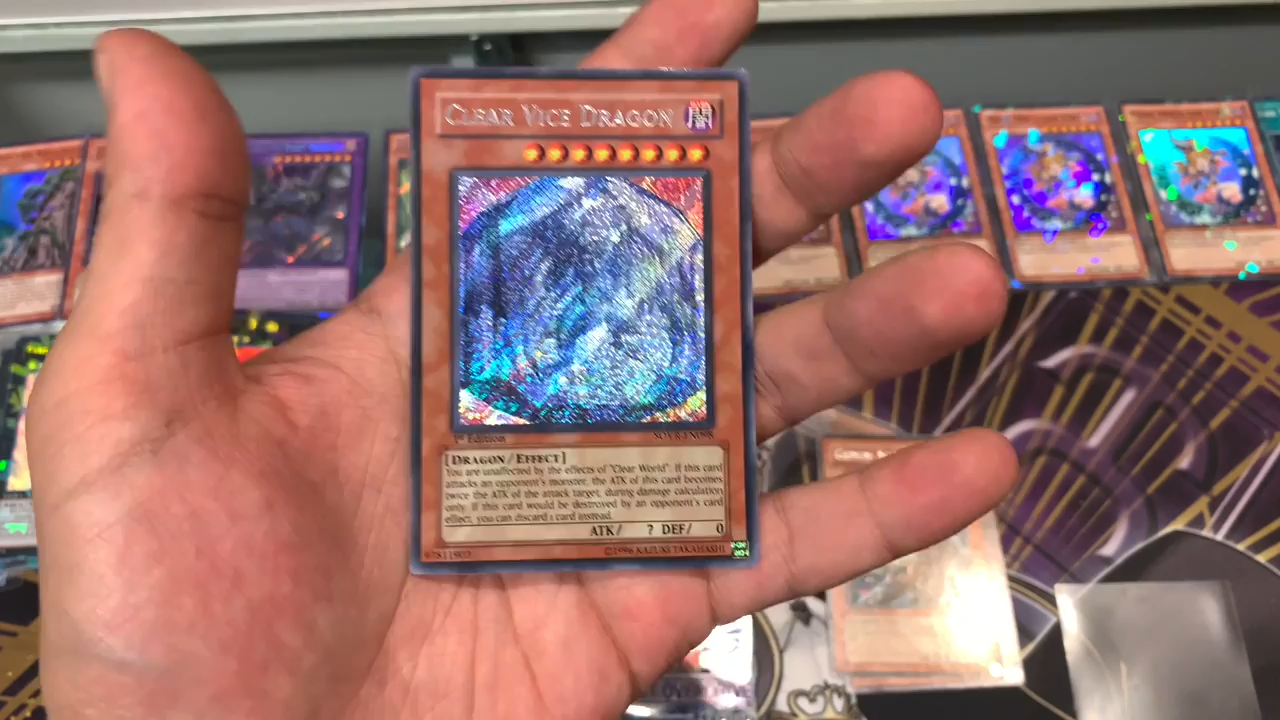 CLEAR VICE DRAGON
闇
1st Edition
SOVR-EN098
[DRAGON/EFFECT]
You are unaffected by the effects of "Clear World". If this card
attacks an opponent's monster, the ATK of this card becomes
twice the ATK of the attack target, during damage calculation
only. If this card would be destroyed by an opponent's card
effect, you can discard 1 card instead.
ATK/ ? DEF/ 0
97811903
©1996 KAZUKI TAKAHASHI